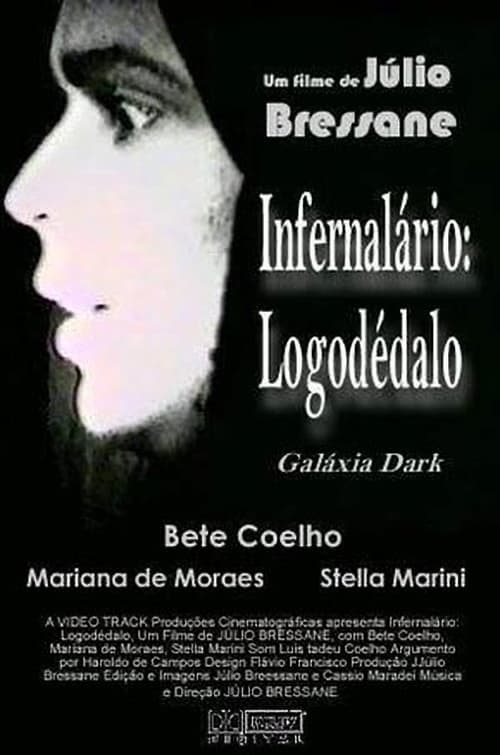 Um filme de Júlio
Bressane
Infernalário:
Logodédalo
Galáxia Dark
Bete Coelho
Mariana de Moraes Stella Marini
A VIDEO TRACK Produções Cinematográficas apresenta Infernalário:
Logodédalo, Um Filme de JÚLIO BRESSANE, com Bete Coelho,
Mariana de Moraes, Stella Marini Som Luis tadeu Coelho Argumento
por Haroldo de Campos Design Flávio Francisco Produção JJúlio
Bressane Edição e Imagens Júlio Breessane e Cassio Maradei Música
e Direção JÚLIO BRESSANE